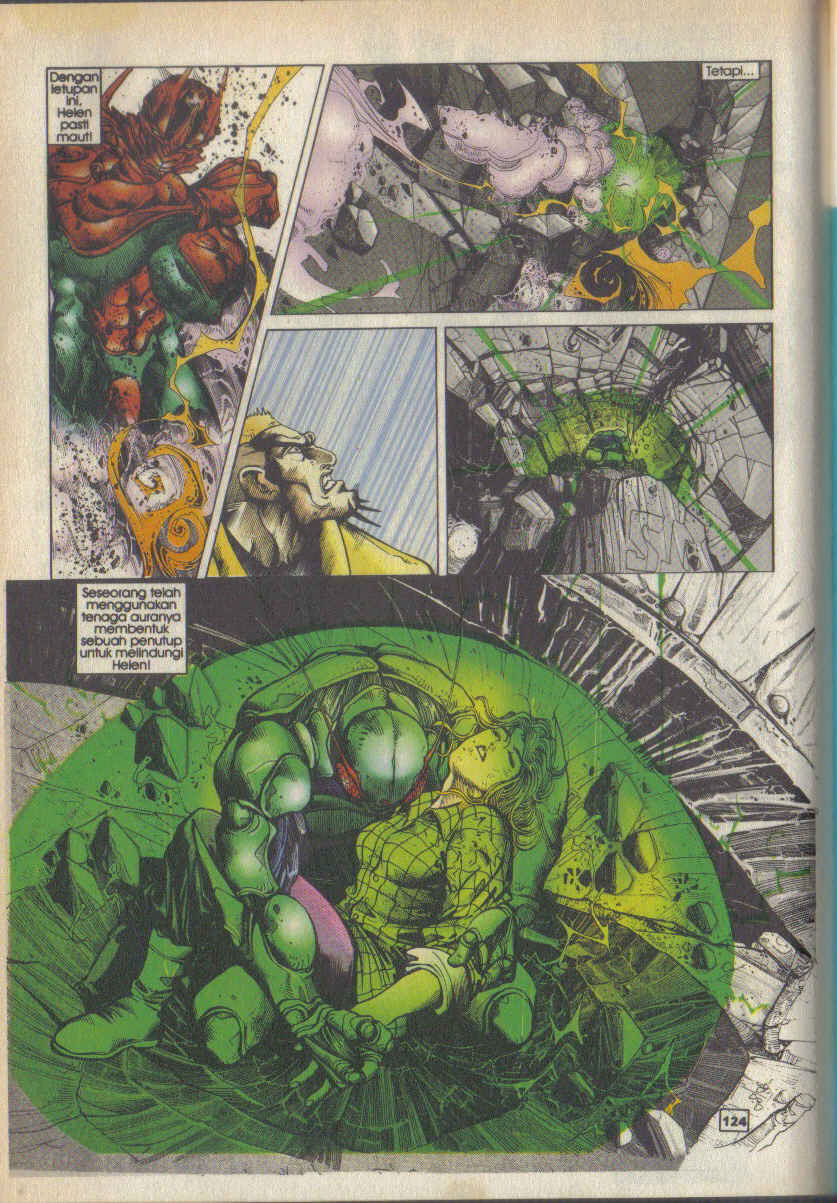 Dengan
letupan
ini,
Helen
pasti
maut!
Tetapi...
Seseorang telah
menggunakan
tenaga auranya
membentuk
sebuah penutup
untuk melindungi
Helen!
124